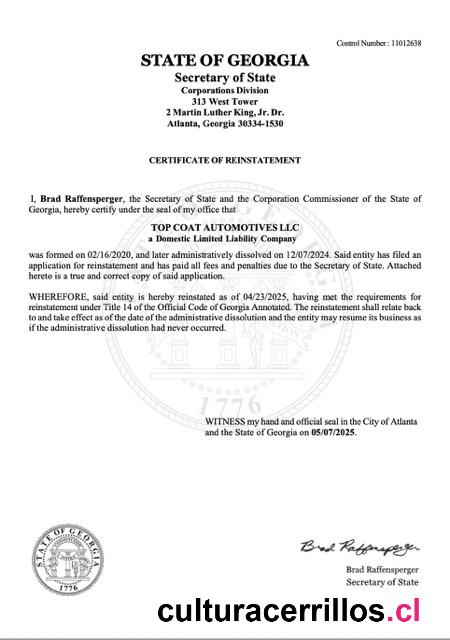 Control Number : 11012638
STATE OF GEORGIA
Secretary of State
Corporations Division
313 West Tower
2 Martin Luther King, Jr. Dr.
Atlanta, Georgia 30334-1530
CERTIFICATE OF REINSTATEMENT
I, Brad Raffensperger, the Secretary of State and the Corporation Commissioner of the State of
Georgia, hereby certify under the seal of my office that
TOP COAT AUTOMOTIVES LLC
a Domestic Limited Liability Company
was formed on 02/16/2020, and later administratively dissolved on 12/07/2024. Said entity has filed an
application for reinstatement and has paid all fees and penalties due to the Secretary of State. Attached
hereto is a true and correct copy of said application.
WHEREFORE, said entity is hereby reinstated as of 04/23/2025, having met the requirements for
reinstatement under Title 14 of the Official Code of Georgia Annotated. The reinstatement shall relate back
to and take effect as of the date of the administrative dissolution and the entity may resume its business as
if the administrative dissolution had never occurred.
1776
WITNESS my hand and official seal in the City of Atlanta
and the State of Georgia on 05/07/2025.
STATE OF GEORGIA
1776
Brad Raffensperger
Brad Raffensperger
Secretary of State
culturacerrillos.cl